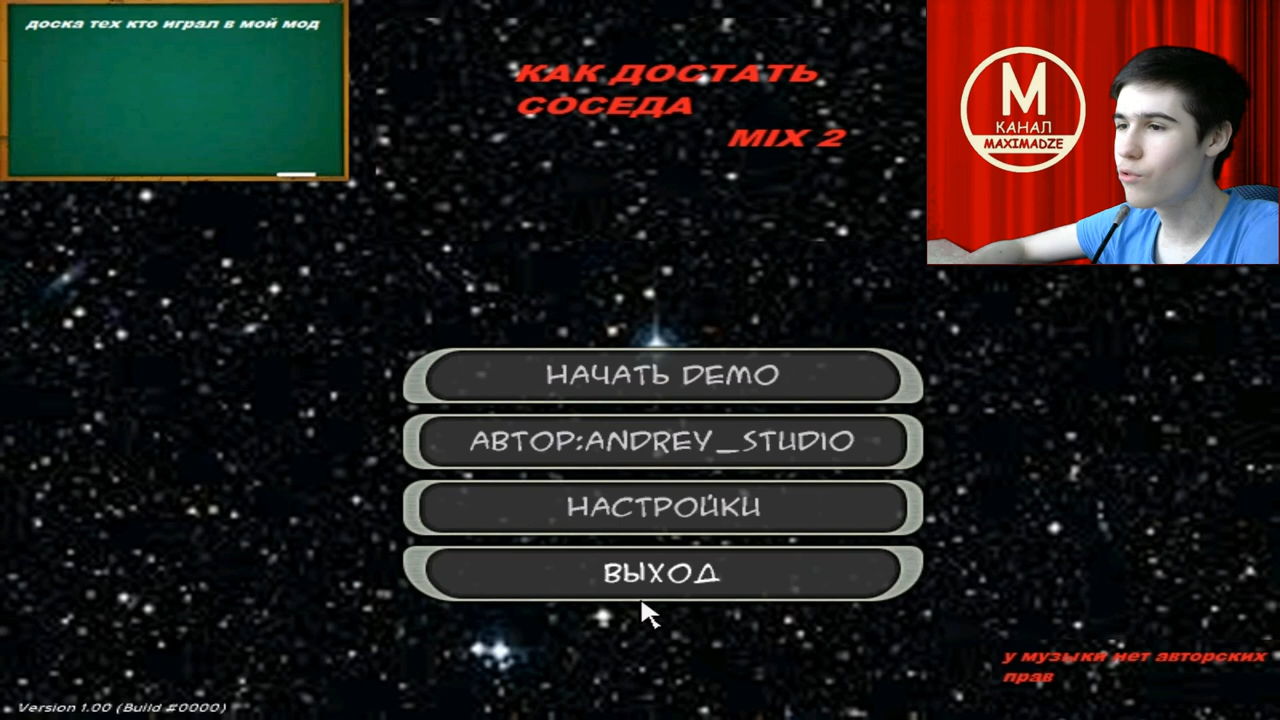 доска тех кто играл в мой мод
КАК ДОСТАТЬ
СОСЕДА
MIX 2
М
КАНАЛ
MAXIMADZE
НАЧАТЬ DEMO
АВТОР:ANDREY_STUDIO
НАСТРОЙКИ
ВЫХОД
у музыки нет авторских
прав
Version 1.00 (Build #0000)